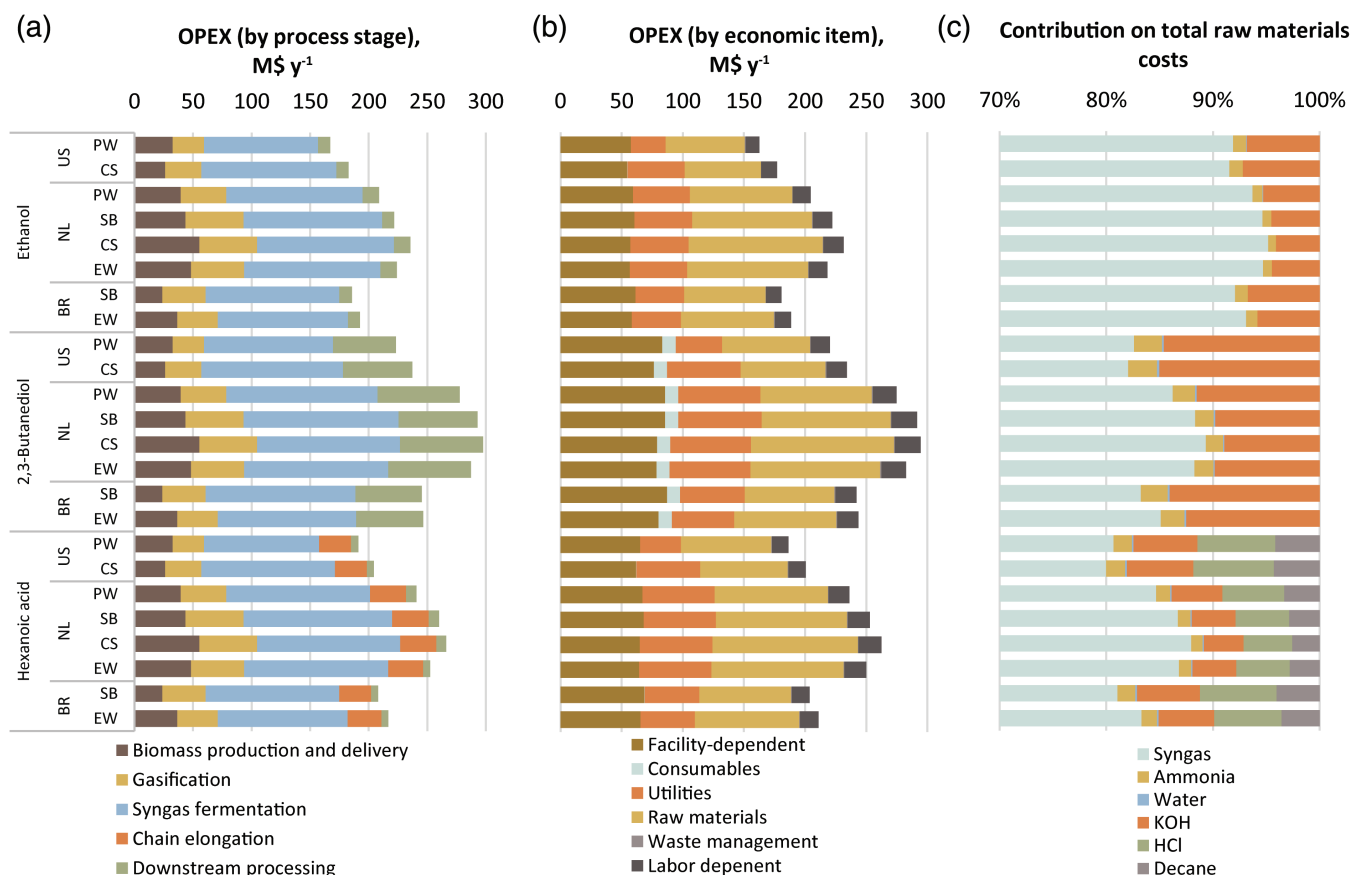 (a)
OPEX (by process stage),
M$ y-1
0 50 100 150 200 250 300
(b)
OPEX (by economic item),
M$ y-1
0 50 100 150 200 250 300
(c)
Contribution on total raw materials
costs
70% 80% 90% 100%
Ethanol
US
PW
CS
NL
PW
SB
CS
EW
BR
SB
EW
2,3-Butanediol
US
PW
CS
NL
PW
SB
CS
EW
BR
SB
EW
Hexanoic acid
US
PW
CS
NL
PW
SB
CS
EW
BR
SB
EW
Biomass production and delivery
Gasification
Syngas fermentation
Chain elongation
Downstream processing
Facility-dependent
Consumables
Utilities
Raw materials
Waste management
Labor depenent
Syngas
Ammonia
Water
KOH
HCl
Decane